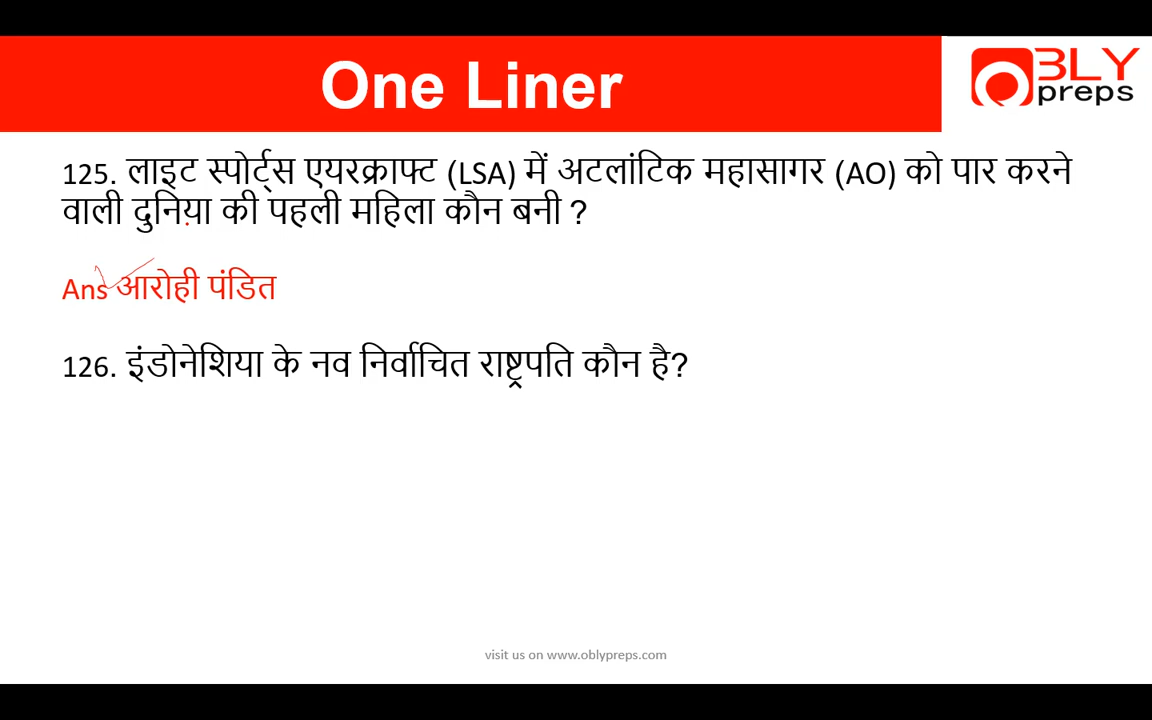 One Liner
BLY
preps
125. लाइट स्पोर्ट्स एयरक्राफ्ट (LSA) में अटलांटिक महासागर (AO) को पार करने
वाली दुनिया की पहली महिला कौन बनी ?
Ans आरोही पंडित
126. इंडोनेशिया के नव निर्वाचित राष्ट्रपति कौन है?
visit us on www.oblypreps.com